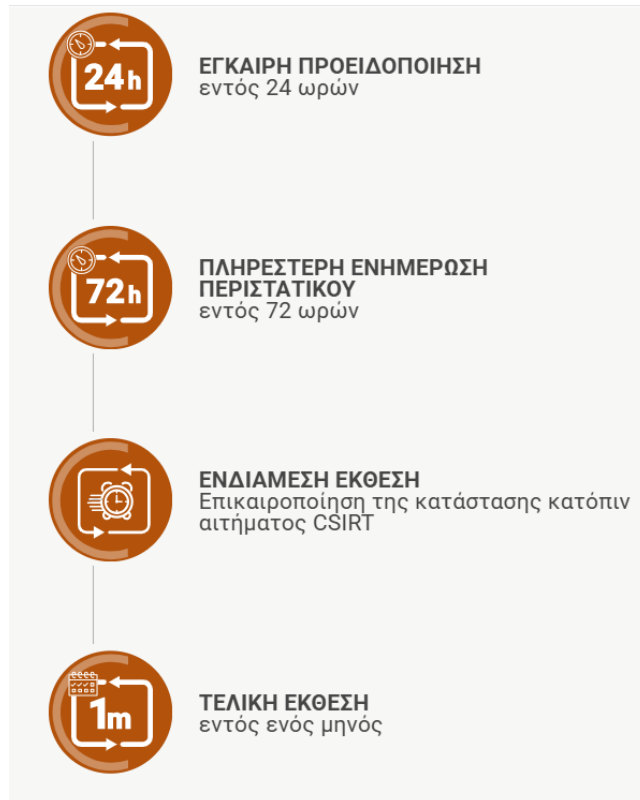 24h
ΕΓΚΑΙΡΗ ΠΡΟΕΙΔΟΠΟΙΗΣΗ
εντός 24 ωρών
72h
ΠΛΗΡΕΣΤΕΡΗ ΕΝΗΜΕΡΩΣΗ
ΠΕΡΙΣΤΑΤΙΚΟΥ
εντός 72 ωρών
ΕΝΔΙΑΜΕΣΗ ΕΚΘΕΣΗ
Επικαιροποίηση της κατάστασης κατόπιν
αιτήματος CSIRT
1m
ΤΕΛΙΚΗ ΕΚΘΕΣΗ
εντός ενός μηνός